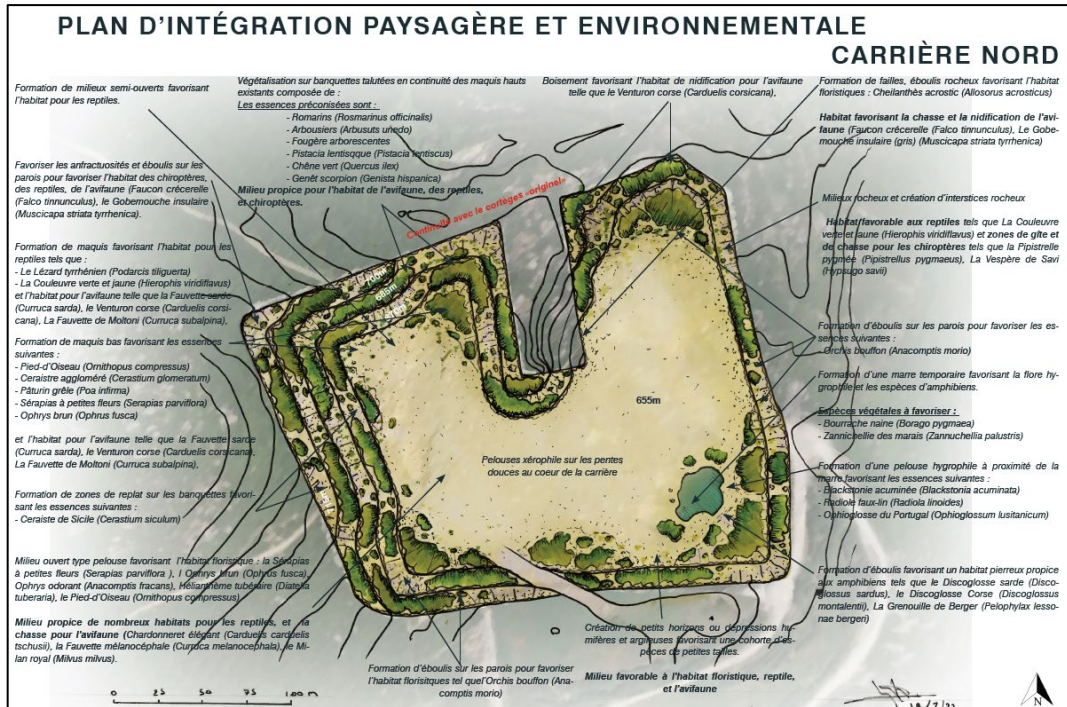 PLAN D'INTÉGRATION PAYSAGÈRE ET ENVIRONNEMENTALE
CARRIÈRE NORD
Formation de milieux semi-ouverts favorisant
l'habitat pour les reptiles.
Favoriser les anfractuosités et éboulis sur les
parois pour favoriser l'habitat des chiroptères,
des reptiles, de l'avifaune (Faucon crécerelle
(Falco tinnunculus), le Gobemouche insulaire
(Muscicapa striata tyrrhenica).
Formation de maquis favorisant l'habitat pour les
reptiles tels que :
- Le Lézard tyrrhénien (Podarcis tiliguerta)
- La Couleuvre verte et jaune (Hierophis viridiflavus)
et l'habitat pour l'avifaune telle que la Fauvette sarde
(Curruca sarda), le Venturon corse (Carduelis corsi-
cana), La Fauvette de Moltoni (Curruca subalpina),
Formation de maquis bas favorisant les essences
suivantes :
- Pied-d'Oiseau (Ornithopus compressus)
- Ceraistre aggloméré (Cerastium glomeratum)
- Pâturin grêle (Poa infirma)
- Sérapias à petites fleurs (Serapias parviflora)
- Ophrys brun (Ophrus fusca)
et l'habitat pour l'avifaune telle que la Fauvette sarde
(Curruca sarda), le Venturon corse (Carduelis corsicana),
La Fauvette de Moltoni (Curruca subalpina),
Formation de zones de replat sur les banquettes favori-
sant les essences suivantes :
- Ceraiste de Sicile (Cerastium siculum)
Milieu ouvert type pelouse favorisant l'habitat floristique : la Sérapias
à petites fleurs (Serapias parviflora ), l Ophrys brun (Ophrus fusca),
Ophrys odorant (Anacomptis fracans), Hélianthème tubéraire (Diatella
tuberaria), le Pied-d'Oiseau (Ornithopus compressus)
Milieu propice de nombreux habitats pour les reptiles, et la
chasse pour l'avifaune (Chardonneret élégant (Carduelis carduelis
tschusii), la Fauvette mélanocéphale (Curruca melanocephala), le Mi-
lan royal (Milvus milvus).
Végétalisation sur banquettes talutées en continuité des maquis hauts
existants composée de :
Les essences préconisées sont :
- Romarins (Rosmarinus officinalis)
- Arbousiers (Arbusuts uñedo)
- Fougère arborescentes
- Pistacia lentisqque (Pistacia lentiscus)
- Chêne vert (Quercus ilex)
- Genêt scorpion (Genista hispanica)
Milieu propice pour l'habitat de l'avifaune, des reptiles,
et chiroptères.
Continuité avec le cortèges «originel»
Boisement favorisant l'habitat de nidification pour l'avifaune
telle que le Venturon corse (Carduelis corsicana),
Formation de failles, éboulis rocheux favorisant l'habitat
floristiques : Cheilanthès acrostic (Allosorus acrosticus)
Habitat favorisant la chasse et la nidification de l'avi-
faune (Faucon crécerelle (Falco tinnunculus), Le Gobe-
mouche insulaire (gris) (Muscicapa striata tyrrhenica)
Milieux rocheux et création d'interstices rocheux
Habitat favorable aux reptiles tels que La Couleuvre
verte et jaune (Hierophis viridiflavus) et zones de gîte et
de chasse pour les chiroptères tels que la Pipistrelle
pygmée (Pipistrellus pygmaeus), La Vespère de Savi
(Hypsugo savii)
Formation d'éboulis sur les parois pour favoriser les es-
sences suivantes :
- Orchis bouffon (Anacomptis morio)
Formation d'une marre temporaire favorisant la flore hy-
grophile et les espèces d'amphibiens.
Espèces végétales à favoriser :
- Bourrache naine (Borago pygmaea)
- Zannichellie des marais (Zannuchellia palustris)
Formation d'une pelouse hygrophile à proximité de la
marre favorisant les essences suivantes :
- Blackstonie acuminée (Blackstonia acuminata)
- Radiole faux-lin (Radiola linoides)
- Ophioglosse du Portugal (Ophioglossum lusitanicum)
Formation d'éboulis favorisant un habitat pierreux propice
aux amphibiens tels que le Discoglosse sarde (Disco-
glossus sardus), le Discoglosse Corse (Discoglossus
montalentii), La Grenouille de Berger (Pelophylax lesso-
nae bergeri)
700m
685m
655m
Pelouses xérophile sur les pentes
douces au coeur de la carrière
Création de petits horizons ou dépressions hu-
mifères et argileuses favorisant une cohorte d'es-
pèces de petites tailles.
Milieu favorable à l'habitat floristique, reptile,
et l'avifaune
Formation d'éboulis sur les parois pour favoriser
l'habitat florisitques tel quel'Orchis bouffon (Ana-
comptis morio)
0 25 50 75 100 m
N